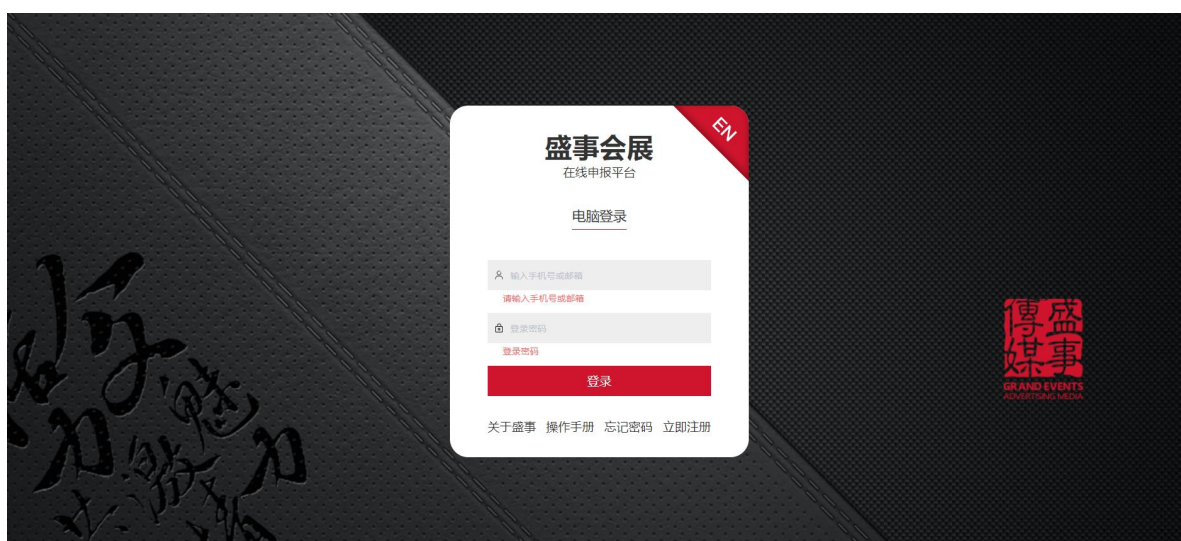 EN
盛事会展
在线申报平台
电脑登录
输入手机号或邮箱
请输入手机号或邮箱
登录密码
登录密码
登录
关于盛事 操作手册 忘记密码 立即注册
盛事
傳媒
GRAND EVENTS
ADVERTISING MEDIA